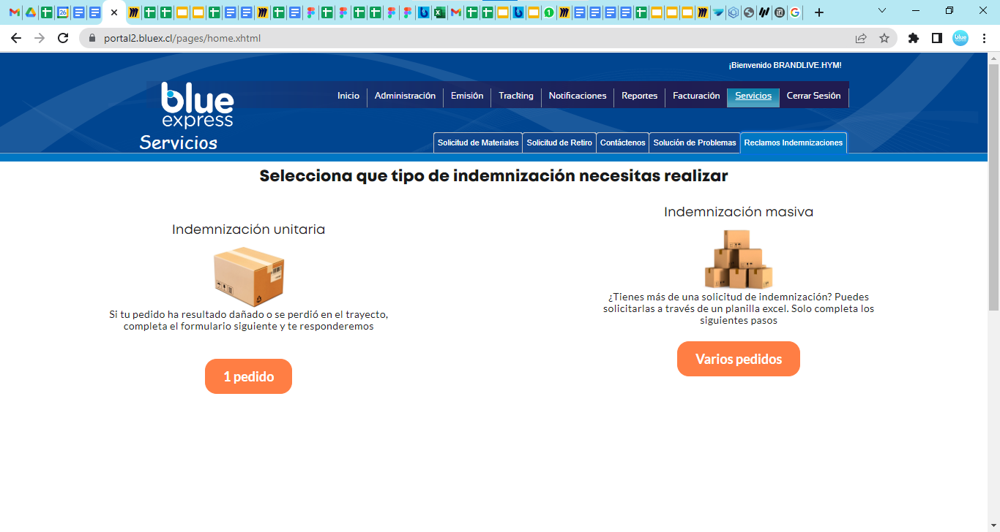 26
1
portal2.bluex.cl/pages/home.xhtml
blue
¡Bienvenido BRANDLIVE.HYM!
blue
express
Inicio
Administración
Emisión
Tracking
Notificaciones
Reportes
Facturación
Servicios
Cerrar Sesión
Servicios
Solicitud de Materiales
Solicitud de Retiro
Contáctenos
Solución de Problemas
Reclamos Indemnizaciones
Selecciona que tipo de indemnización necesitas realizar
Indemnización unitaria
Si tu pedido ha resultado dañado o se perdió en el trayecto,
completa el formulario siguiente y te responderemos
1 pedido
Indemnización masiva
¿Tienes más de una solicitud de indemnización? Puedes
solicitarlas a través de un planilla excel. Solo completa los
siguientes pasos
Varios pedidos